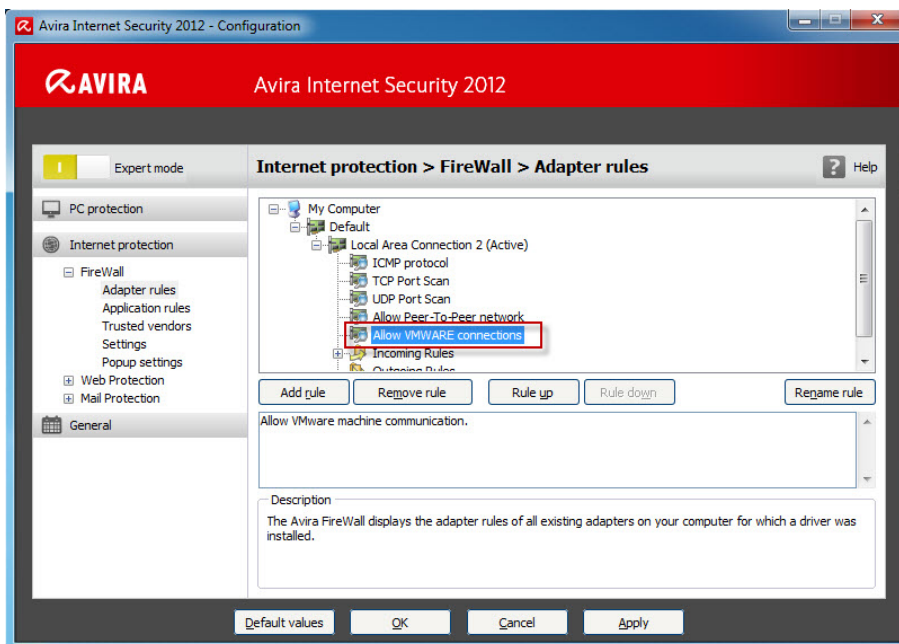 Avira Internet Security 2012 - Configuration
AVIRA
Avira Internet Security 2012
Expert mode
Internet protection > FireWall > Adapter rules
? Help
PC protection
Internet protection
FireWall
Adapter rules
Application rules
Trusted vendors
Settings
Popup settings
Web Protection
Mail Protection
General
My Computer
Default
Local Area Connection 2 (Active)
ICMP protocol
TCP Port Scan
UDP Port Scan
Allow Peer-To-Peer network
Allow VMWARE connections
Incoming Rules
Outgoing Rules
Add rule
Remove rule
Rule up
Rule down
Rename rule
Allow VMware machine communication.
Description
The Avira FireWall displays the adapter rules of all existing adapters on your computer for which a driver was
installed.
Default values
OK
Cancel
Apply